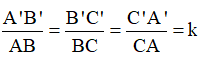 A'B'/AB = B'C'/BC = C'A'/CA = k